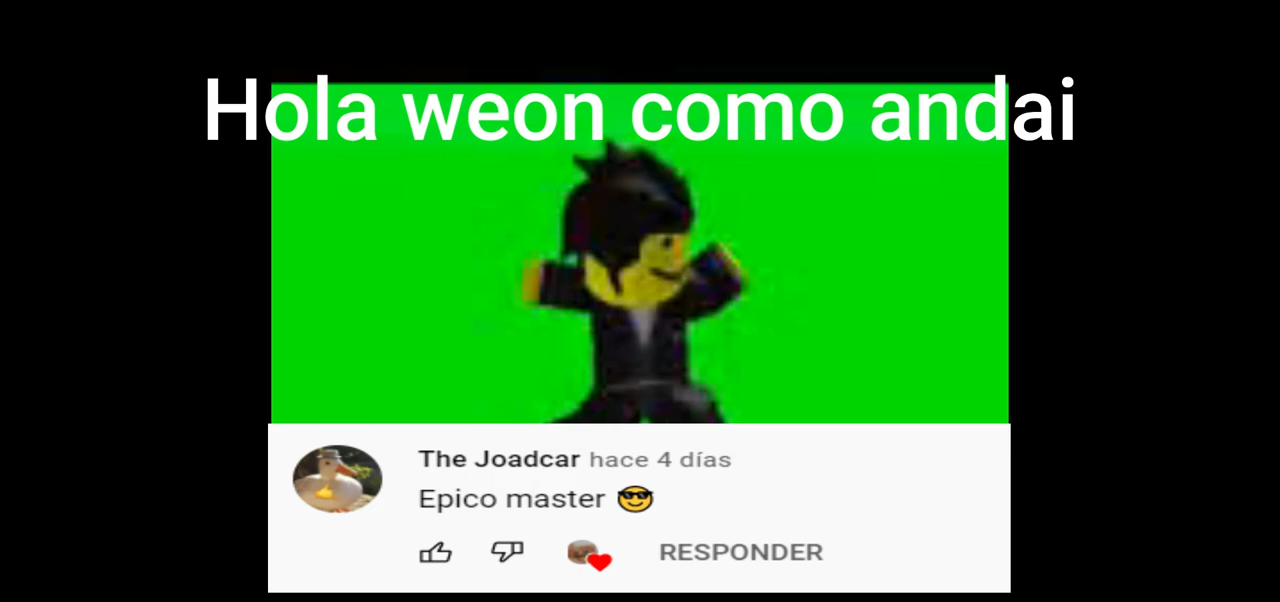 Hola weon como andai
The Joadcar hace 4 días
Epico master 😎
RESPONDER